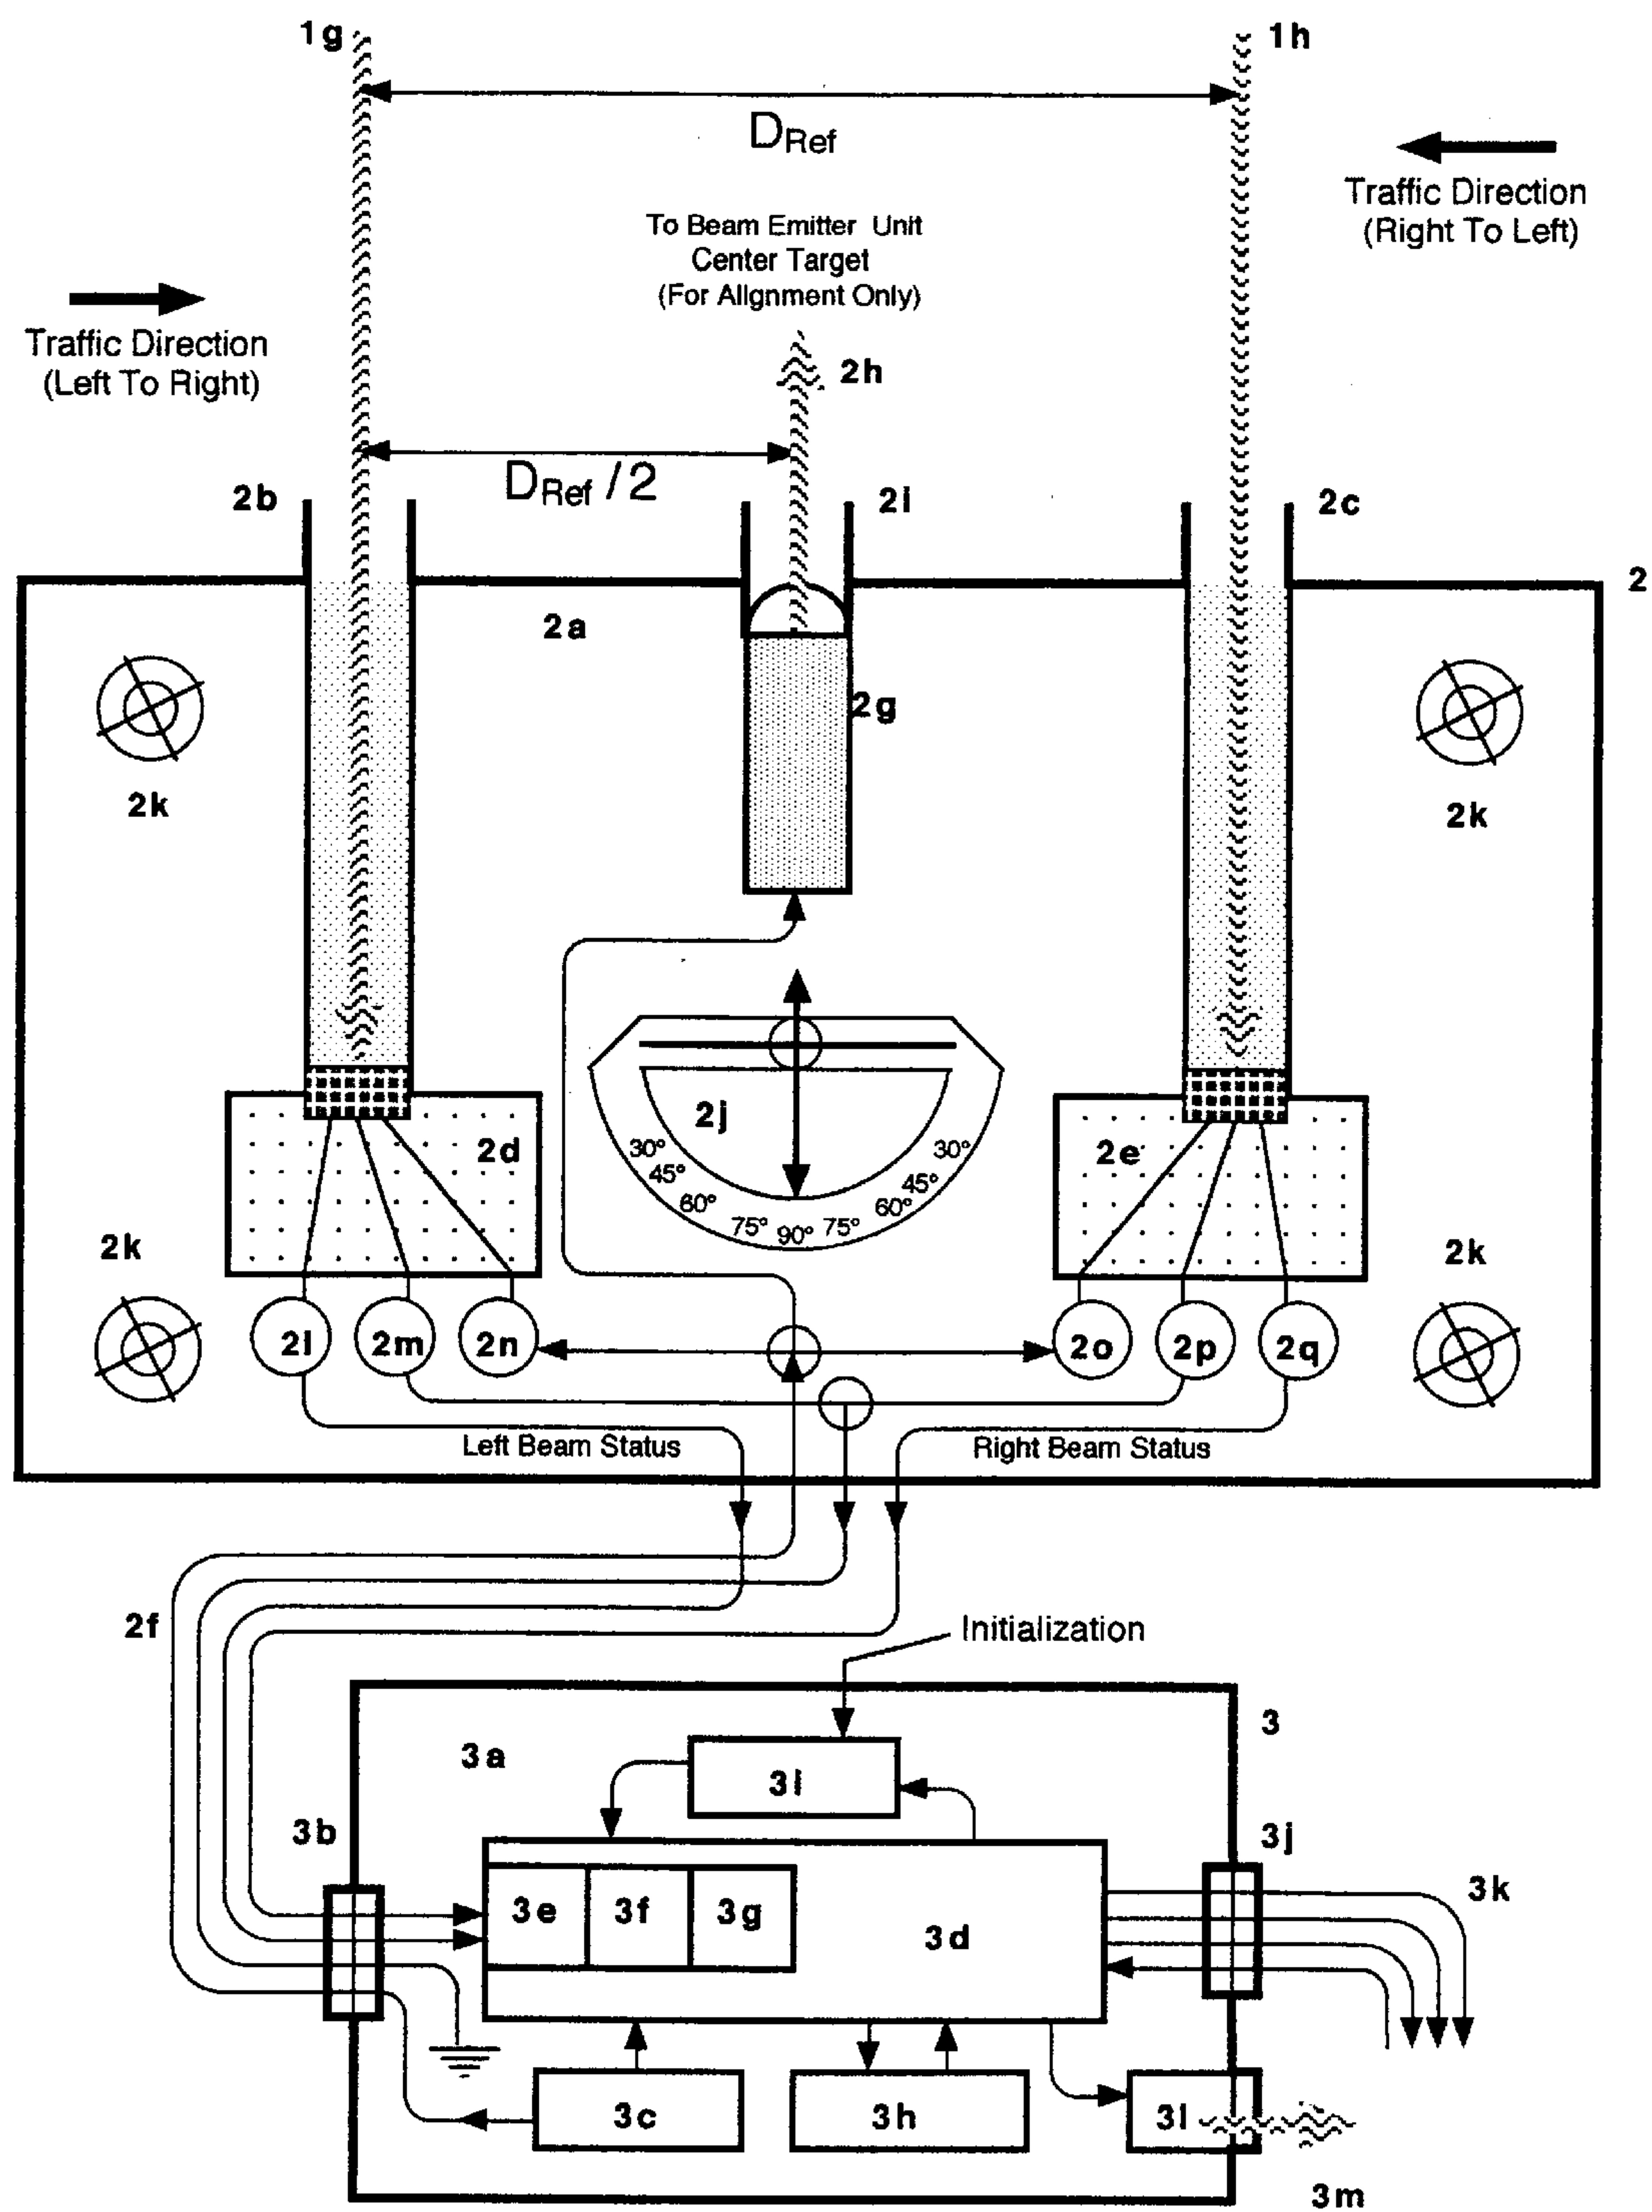 1g
1h
DRef
Traffic Direction
(Right To Left)
To Beam Emitter Unit
Center Target
(For Alignment Only)
Traffic Direction
(Left To Right)
2h
DRef / 2
2b
2i
2c
2
2a
2g
2k
2k
2j
30°
45°
60°
75°
90°
75°
60°
45°
30°
2d
2e
2k
2k
2l
2m
2n
2o
2p
2q
Left Beam Status
Right Beam Status
2f
Initialization
3
3a
3i
3b
3j
3e
3f
3g
3d
3k
3c
3h
3l
3m